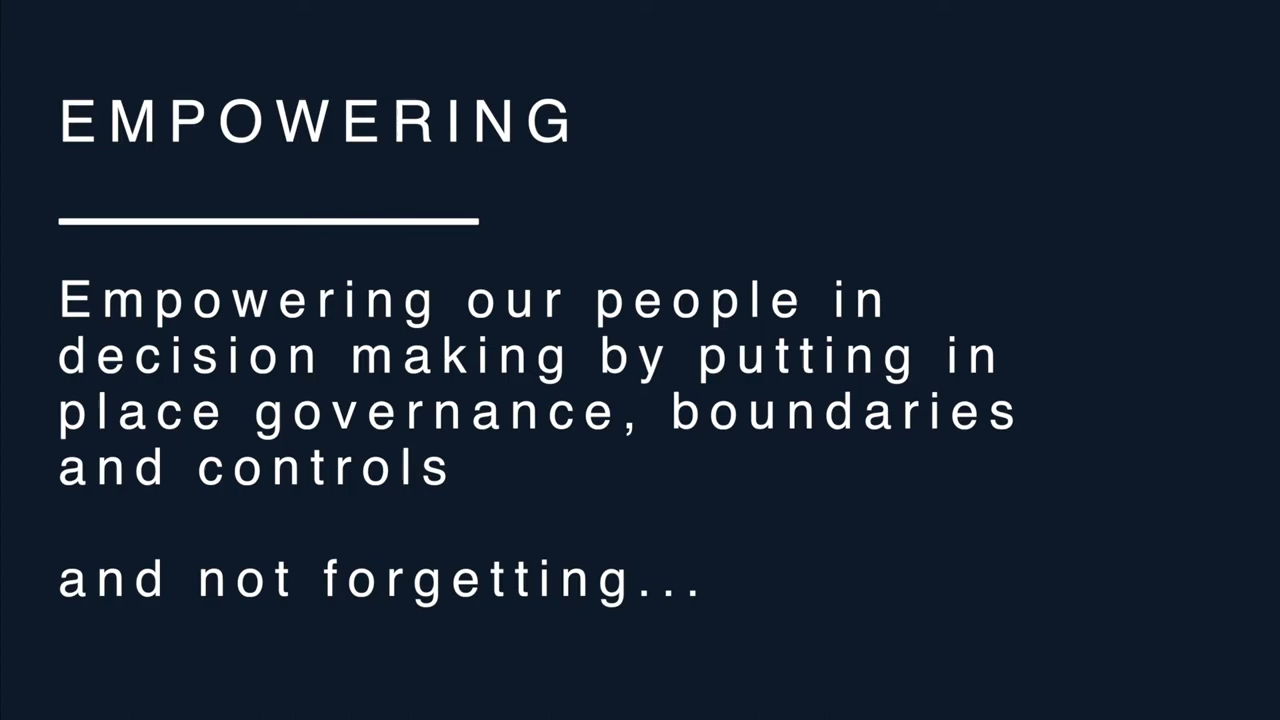 EMPOWERING
Empowering our people in
decision making by putting in
place governance, boundaries
and controls
and not forgetting...